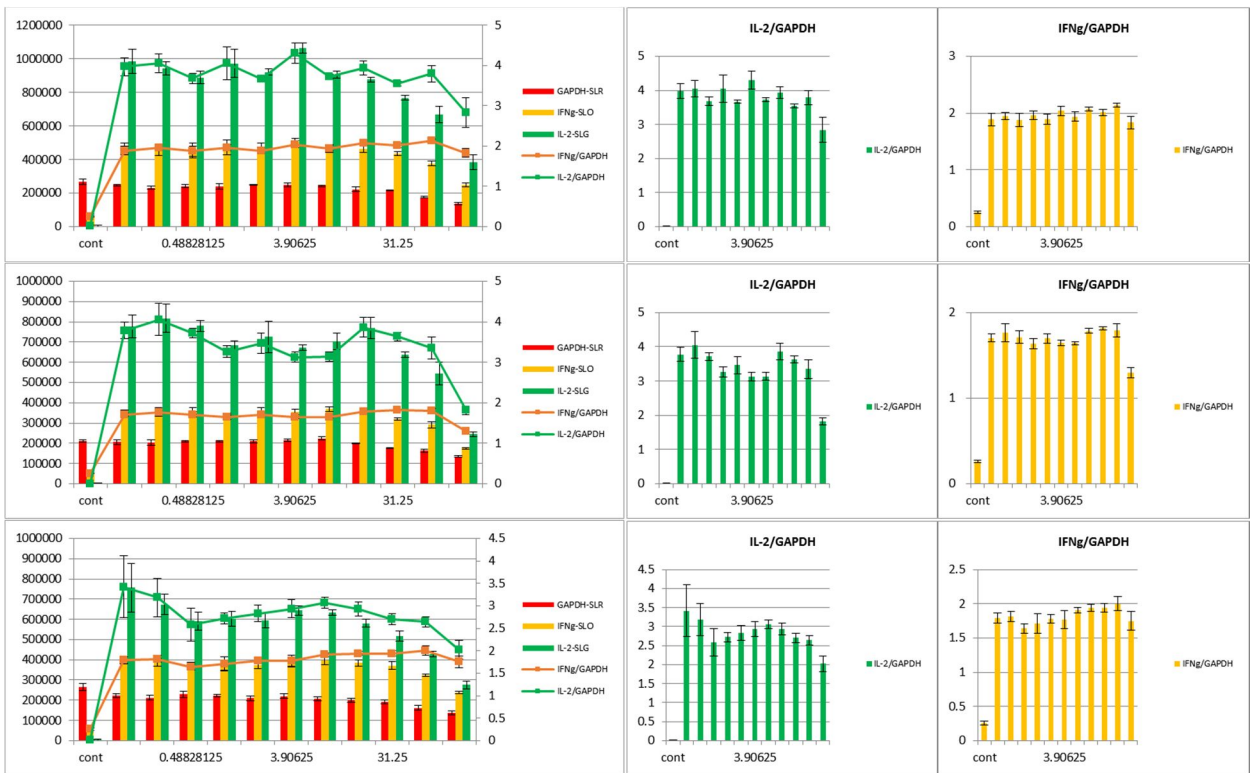 1200000
1000000
800000
600000
400000
200000
0
5
4
3
2
1
0
cont
0.48828125
3.90625
31.25
GAPDH-SLR
IFNg-SLO
IL-2-SLG
IFNg/GAPDH
IL-2/GAPDH
IL-2/GAPDH
5
4
3
2
1
0
cont
3.90625
IL-2/GAPDH
IFNg/GAPDH
3
2
1
0
cont
3.90625
IFNg/GAPDH
1000000
900000
800000
700000
600000
500000
400000
300000
200000
100000
0
5
4
3
2
1
0
cont
0.48828125
3.90625
31.25
GAPDH-SLR
IFNg-SLO
IL-2-SLG
IFNg/GAPDH
IL-2/GAPDH
IL-2/GAPDH
5
4
3
2
1
0
cont
3.90625
IL-2/GAPDH
IFNg/GAPDH
2
1
0
cont
3.90625
IFNg/GAPDH
1000000
900000
800000
700000
600000
500000
400000
300000
200000
100000
0
4.5
4
3.5
3
2.5
2
1.5
1
0.5
0
cont
0.48828125
3.90625
31.25
GAPDH-SLR
IFNg-SLO
IL-2-SLG
IFNg/GAPDH
IL-2/GAPDH
IL-2/GAPDH
4.5
4
3.5
3
2.5
2
1.5
1
0.5
0
cont
3.90625
IL-2/GAPDH
IFNg/GAPDH
2.5
2
1.5
1
0.5
0
cont
3.90625
IFNg/GAPDH